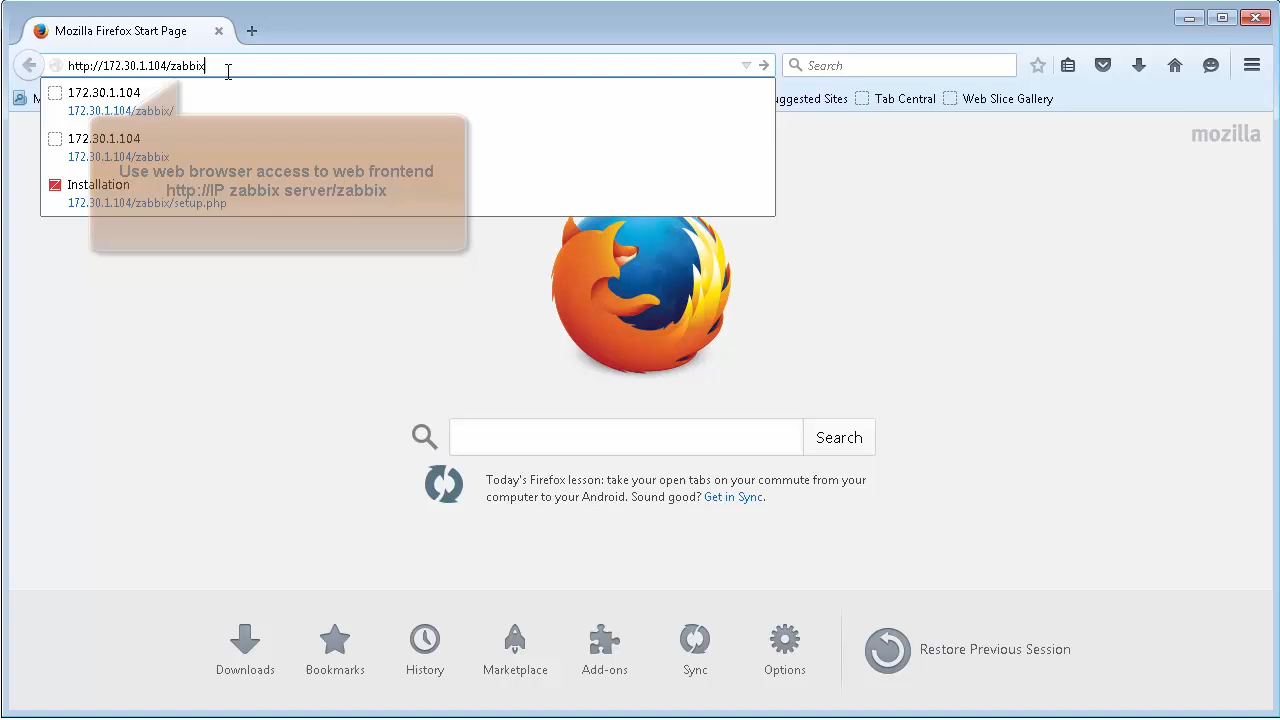 Mozilla Firefox Start Page
http://172.30.1.104/zabbix
Search
172.30.1.104
172.30.1.104/zabbix/
172.30.1.104
172.30.1.104/zabbix
Installation
172.30.1.104/zabbix/setup.php
M
ggested Sites
Tab Central
Web Slice Gallery
Use web browser access to web frontend
http://IP zabbix server/zabbix
mozilla
Search
Today's Firefox lesson: take your open tabs on your commute from your
computer to your Android. Sound good? Get in Sync.
Downloads
Bookmarks
History
Marketplace
Add-ons
Sync
Options
Restore Previous Session